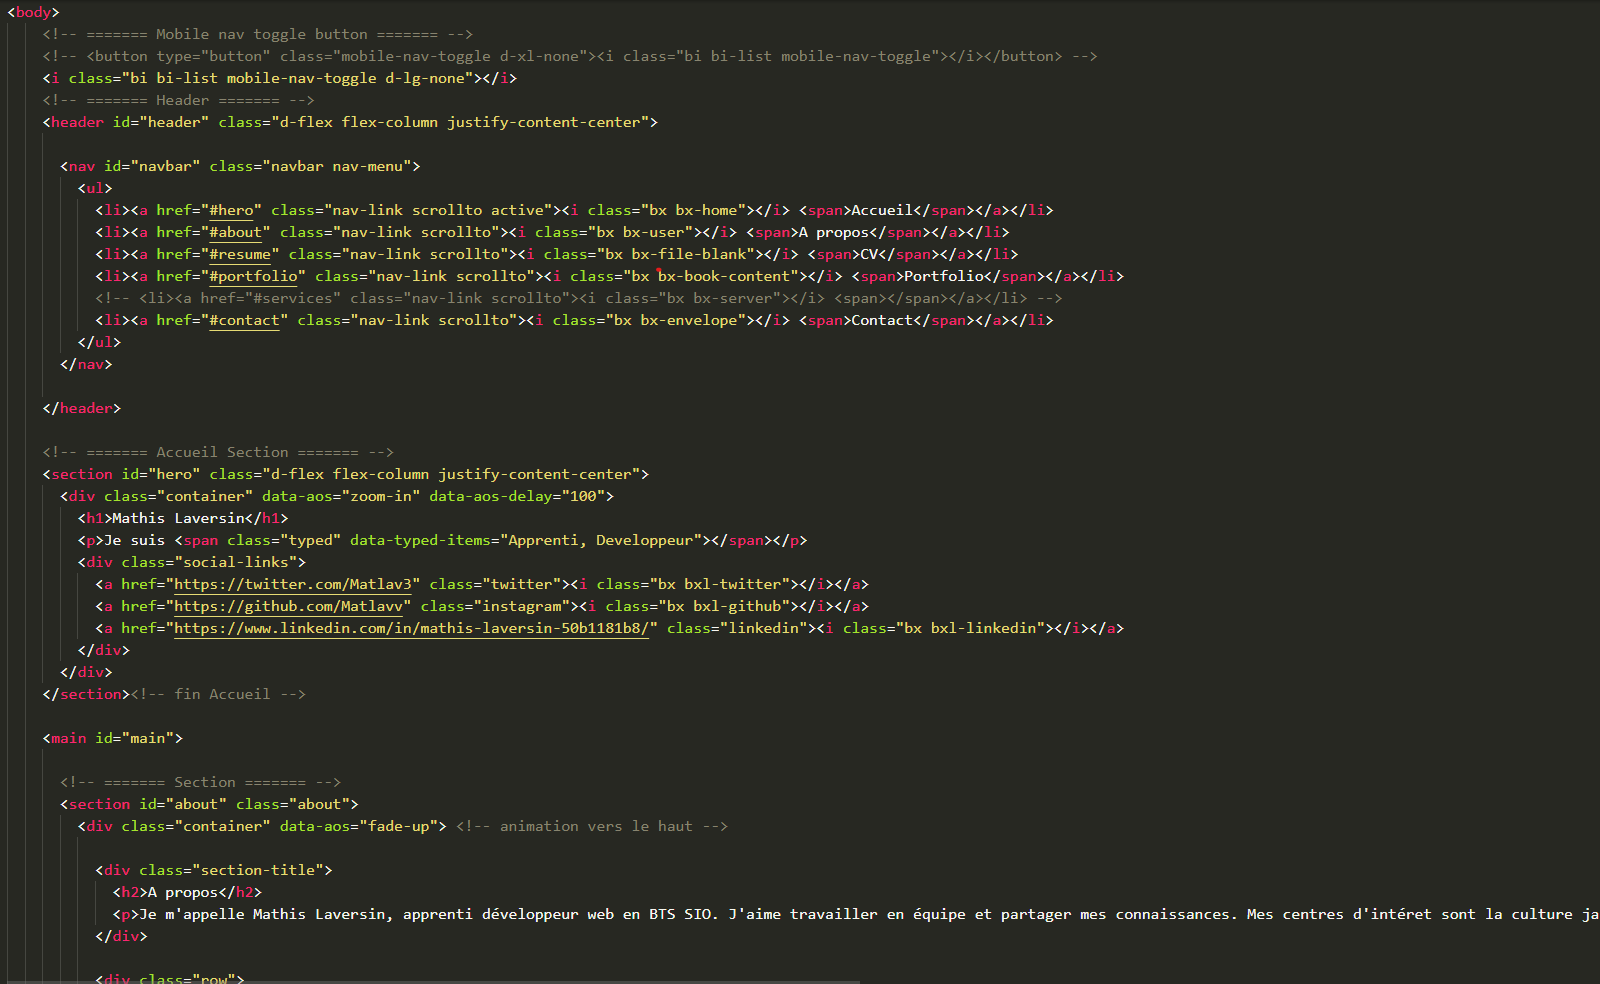 <body>
<!-- ======= Mobile nav toggle button ======= -->
<!-- <button type="button" class="mobile-nav-toggle d-xl-none"><i class="bi bi-list mobile-nav-toggle"></i></button> -->
<i class="bi bi-list mobile-nav-toggle d-lg-none"></i>
<!-- ======= Header ======= -->
<header id="header" class="d-flex flex-column justify-content-center">
<nav id="navbar" class="navbar nav-menu">
<ul>
<li><a href="#hero" class="nav-link scrollto active"><i class="bx bx-home"></i> <span>Accueil</span></a></li>
<li><a href="#about" class="nav-link scrollto"><i class="bx bx-user"></i> <span>A propos</span></a></li>
<li><a href="#resume" class="nav-link scrollto"><i class="bx bx-file-blank"></i> <span>CV</span></a></li>
<li><a href="#portfolio" class="nav-link scrollto"><i class="bx bx-book-content"></i> <span>Portfolio</span></a></li>
<!-- <li><a href="#services" class="nav-link scrollto"><i class="bx bx-server"></i> <span></span></a></li> -->
<li><a href="#contact" class="nav-link scrollto"><i class="bx bx-envelope"></i> <span>Contact</span></a></li>
</ul>
</nav>
</header>
<!-- ======= Accueil Section ======= -->
<section id="hero" class="d-flex flex-column justify-content-center">
<div class="container" data-aos="zoom-in" data-aos-delay="100">
<h1>Mathis Laversin</h1>
<p>Je suis <span class="typed" data-typed-items="Apprenti, Developpeur"></span></p>
<div class="social-links">
<a href="https://twitter.com/Matlav3" class="twitter"><i class="bx bxl-twitter"></i></a>
<a href="https://github.com/Matlavv" class="instagram"><i class="bx bxl-github"></i></a>
<a href="https://www.linkedin.com/in/mathis-laversin-50b1181b8/" class="linkedin"><i class="bx bxl-linkedin"></i></a>
</div>
</div>
</section><!-- fin Accueil -->
<main id="main">
<!-- ======= Section ======= -->
<section id="about" class="about">
<div class="container" data-aos="fade-up"> <!-- animation vers le haut -->
<div class="section-title">
<h2>A propos</h2>
<p>Je m'appelle Mathis Laversin, apprenti développeur web en BTS SIO. J'aime travailler en équipe et partager mes connaissances. Mes centres d'intéret sont la culture ja
</div>
<div class="row">